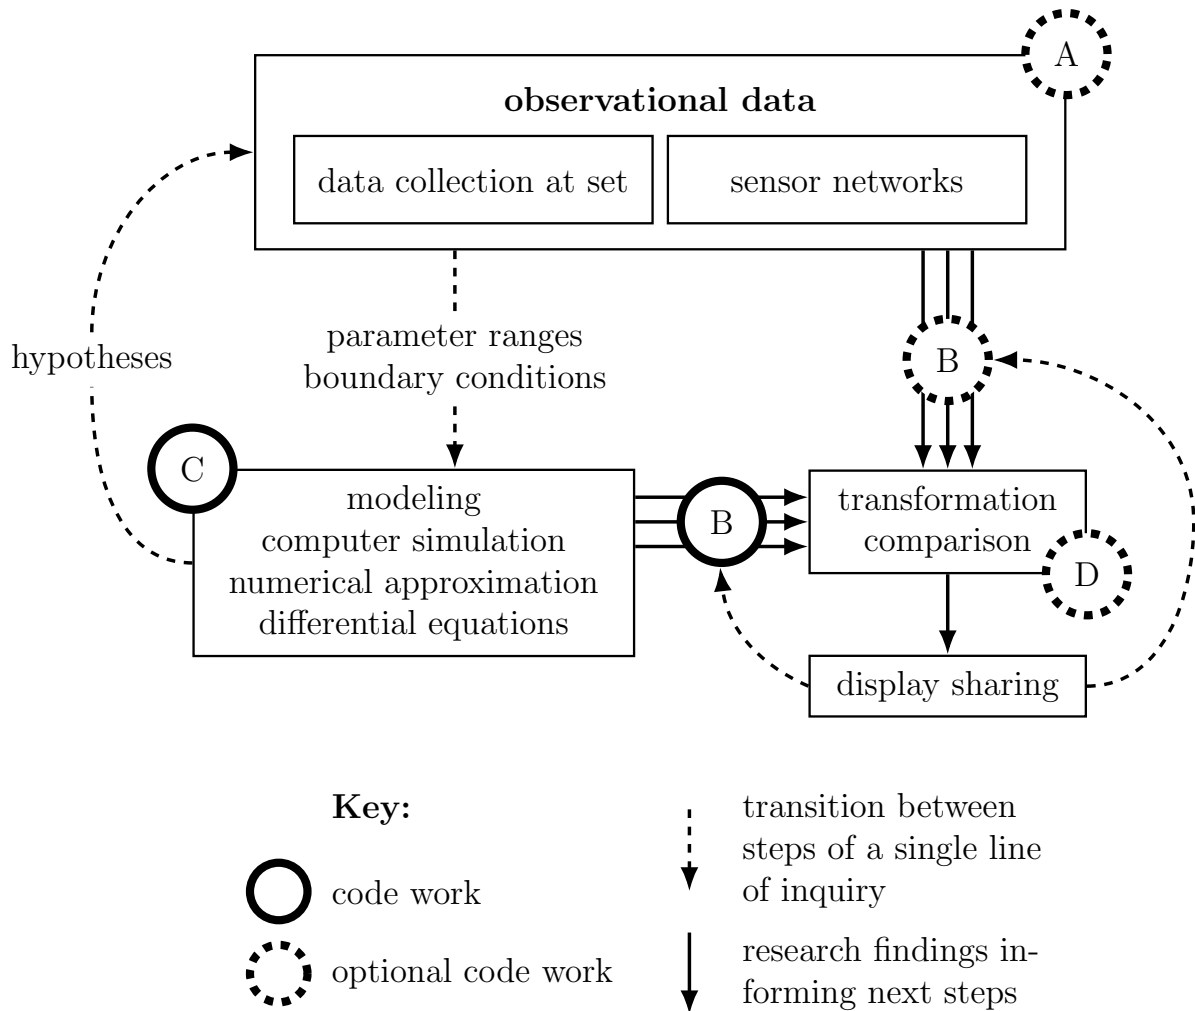 A
observational data
data collection at set
sensor networks
hypotheses
parameter ranges
boundary conditions
B
C
modeling
computer simulation
numerical approximation
differential equations
B
transformation
comparison
D
display sharing
Key:
code work
optional code work
transition between
steps of a single line
of inquiry
research findings in-
forming next steps